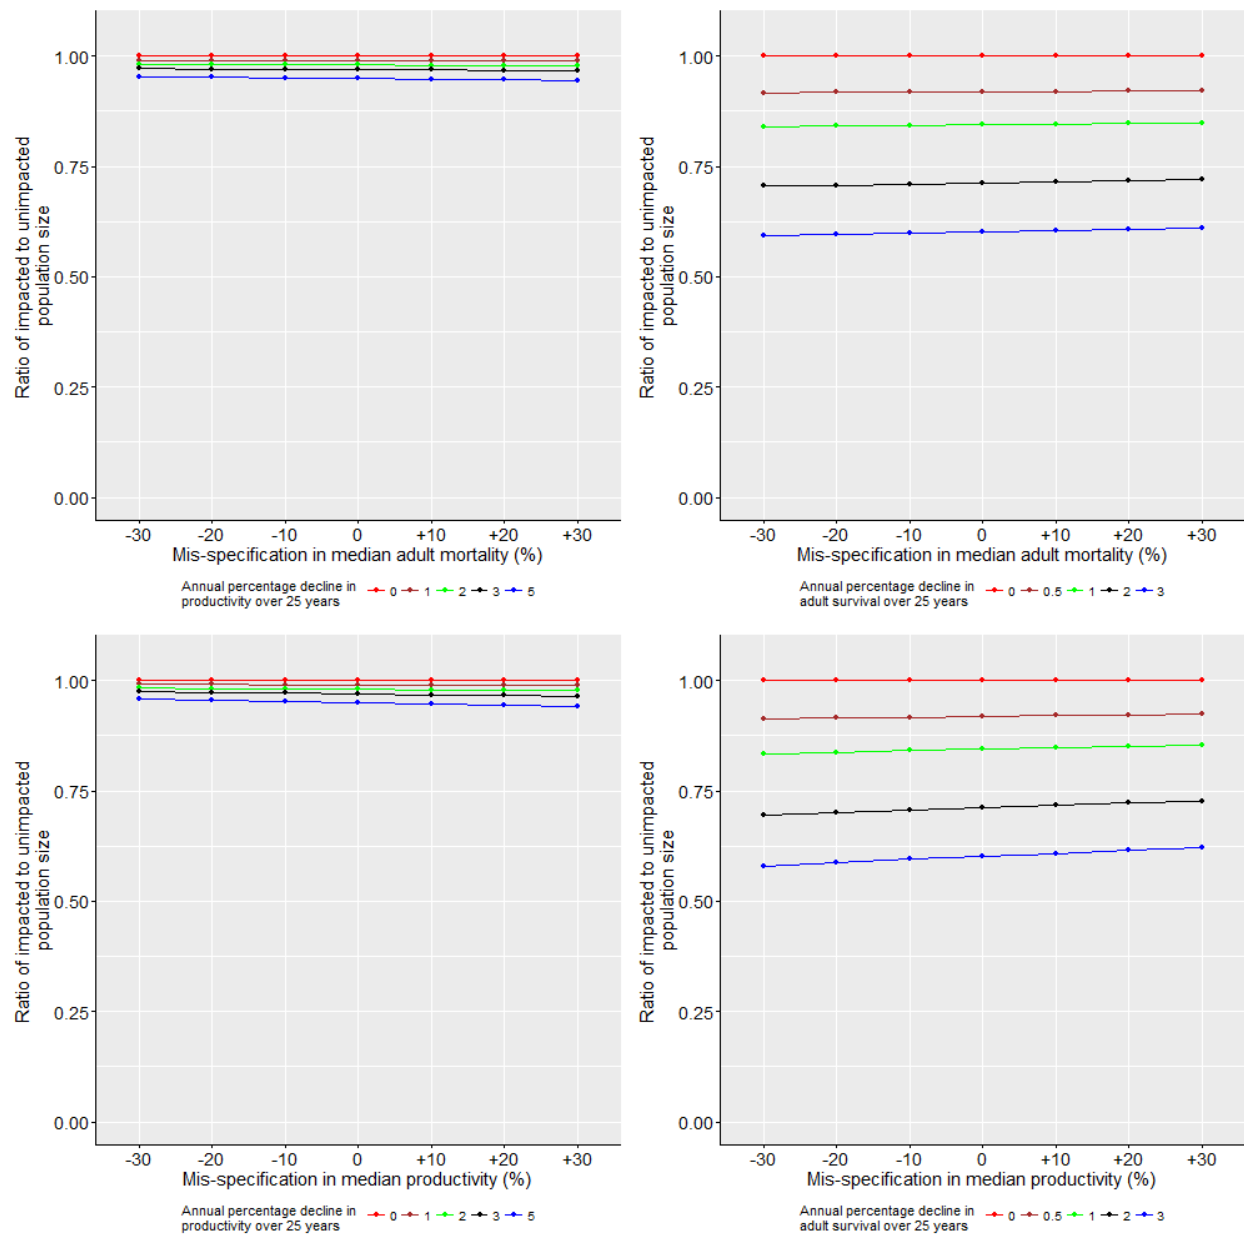 Ratio of impacted to unimpacted
population size
1.00
0.75
0.50
0.25
0.00
-30 -20 -10 0 +10 +20 +30
Mis-specification in median adult mortality (%)
Annual percentage decline in
productivity over 25 years
0 1 2 3 5
Ratio of impacted to unimpacted
population size
1.00
0.75
0.50
0.25
0.00
-30 -20 -10 0 +10 +20 +30
Mis-specification in median adult mortality (%)
Annual percentage decline in
adult survival over 25 years
0 0.5 1 2 3
Ratio of impacted to unimpacted
population size
1.00
0.75
0.50
0.25
0.00
-30 -20 -10 0 +10 +20 +30
Mis-specification in median productivity (%)
Annual percentage decline in
productivity over 25 years
0 1 2 3 5
Ratio of impacted to unimpacted
population size
1.00
0.75
0.50
0.25
0.00
-30 -20 -10 0 +10 +20 +30
Mis-specification in median productivity (%)
Annual percentage decline in
adult survival over 25 years
0 0.5 1 2 3